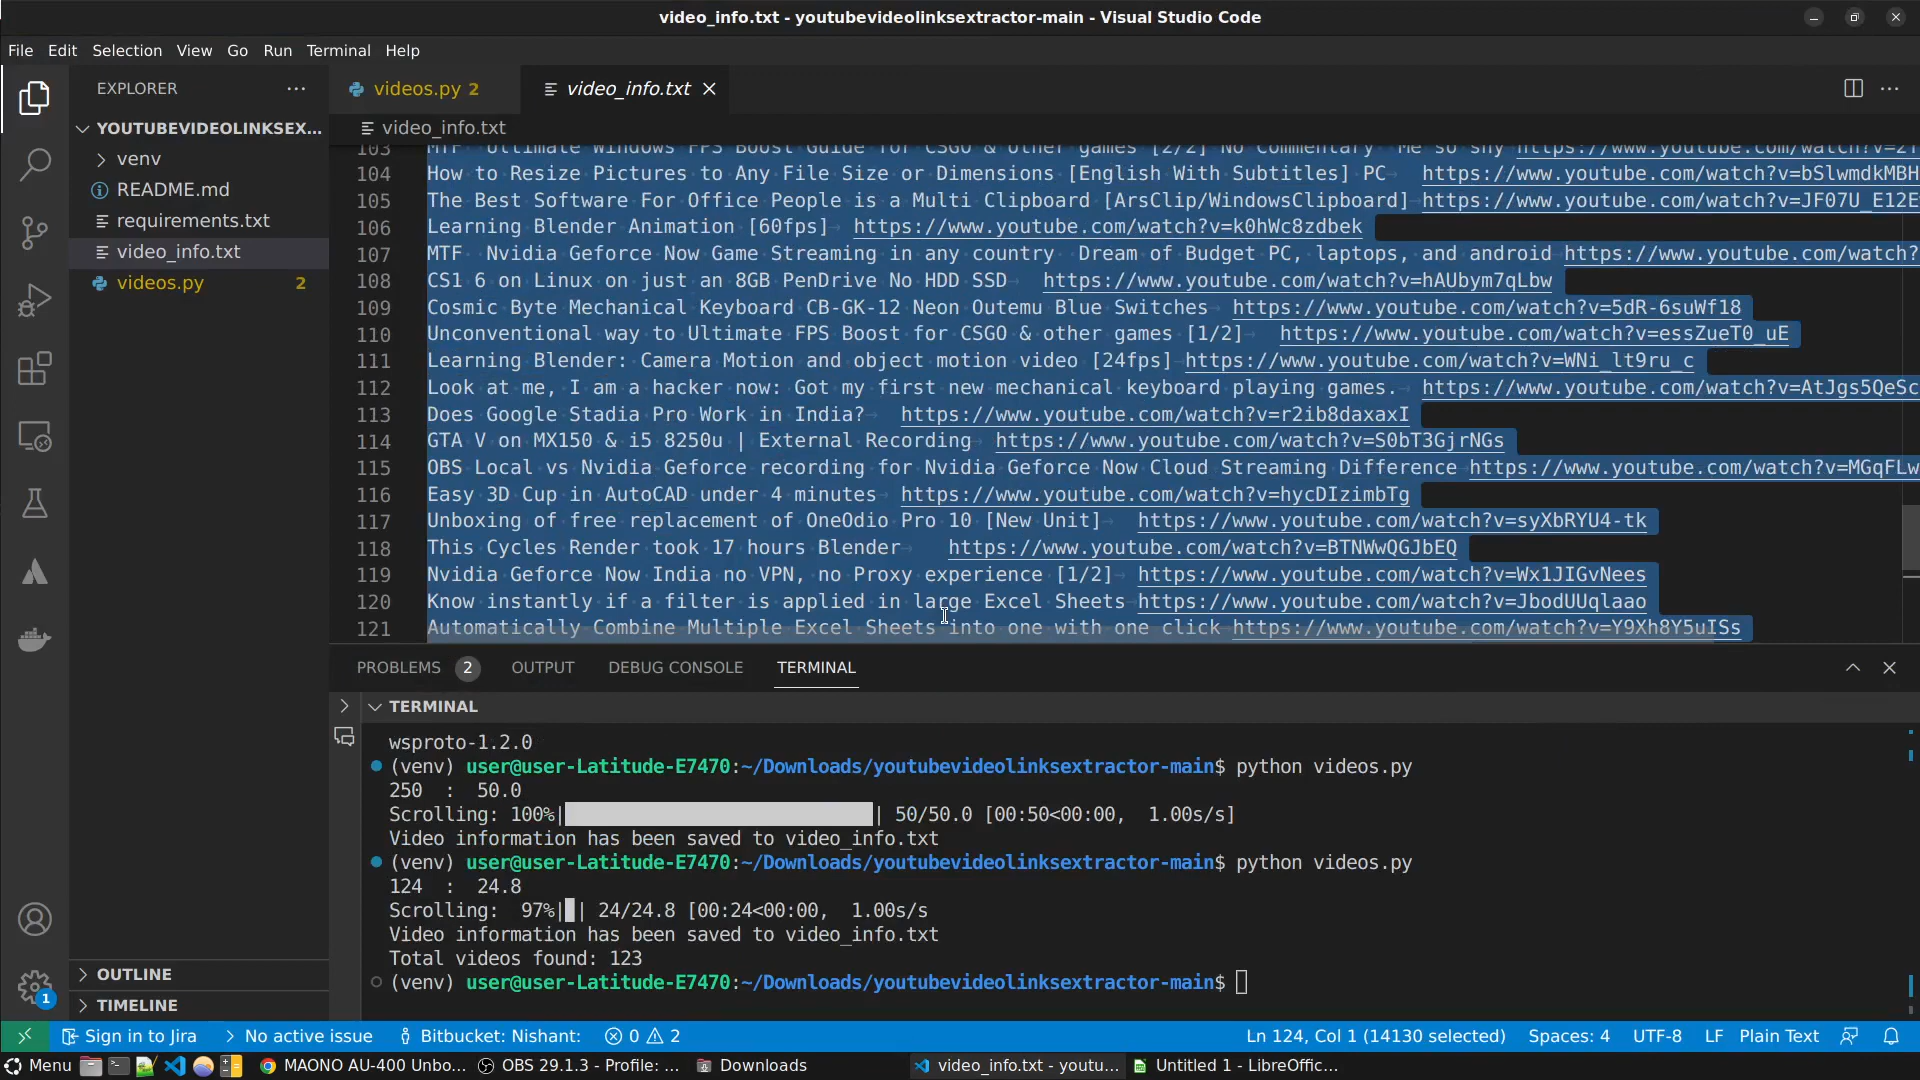 video_info.txt - youtubevideolinksextractor-main - Visual Studio Code
File Edit Selection View Go Run Terminal Help
EXPLORER
videos.py 2
video_info.txt
YOUTUBEVIDEOLINKSEX...
video_info.txt
venv
README.md
requirements.txt
video_info.txt
videos.py 2
103 MTF Ultimate Windows FPS Boost Guide for CSGO & other games [2/2] No Commentary Me so shy https://www.youtube.com/watch?v=
104 How to Resize Pictures to Any File Size or Dimensions [English With Subtitles] PC https://www.youtube.com/watch?v=bSlwmdkMBH
105 The Best Software For Office People is a Multi Clipboard [ArsClip/WindowsClipboard] https://www.youtube.com/watch?v=JF07U_E12E
106 Learning Blender Animation [60fps] https://www.youtube.com/watch?v=k0hWc8zdbek
107 MTF Nvidia Geforce Now Game Streaming in any country Dream of Budget PC, laptops, and android https://www.youtube.com/watch?
108 CS1 6 on Linux on just an 8GB PenDrive No HDD SSD https://www.youtube.com/watch?v=hAUbym7qLbw
109 Cosmic Byte Mechanical Keyboard CB-GK-12 Neon Outemu Blue Switches https://www.youtube.com/watch?v=5dR-6suWf18
110 Unconventional way to Ultimate FPS Boost for CSGO & other games [1/2] https://www.youtube.com/watch?v=essZueT0_uE
111 Learning Blender: Camera Motion and object motion video [24fps] https://www.youtube.com/watch?v=WNi_lt9ru_c
112 Look at me, I am a hacker now: Got my first new mechanical keyboard playing games. https://www.youtube.com/watch?v=AtJgs5QeSc
113 Does Google Stadia Pro Work in India? https://www.youtube.com/watch?v=r2ib8daxaxI
114 GTA V on MX150 & i5 8250u | External Recording https://www.youtube.com/watch?v=S0bT3GjrNGs
115 OBS Local vs Nvidia Geforce recording for Nvidia Geforce Now Cloud Streaming Difference https://www.youtube.com/watch?v=MGqFLw
116 Easy 3D Cup in AutoCAD under 4 minutes https://www.youtube.com/watch?v=hycDIzimbTg
117 Unboxing of free replacement of OneOdio Pro 10 [New Unit] https://www.youtube.com/watch?v=syXbRYU4-tk
118 This Cycles Render took 17 hours Blender https://www.youtube.com/watch?v=BTNWwQGJbEQ
119 Nvidia Geforce Now India no VPN, no Proxy experience [1/2] https://www.youtube.com/watch?v=Wx1JIGvNees
120 Know instantly if a filter is applied in large Excel Sheets https://www.youtube.com/watch?v=JbodUUqlaao
121 Automatically Combine Multiple Excel Sheets into one with one click https://www.youtube.com/watch?v=Y9Xh8Y5uISs
PROBLEMS 2 OUTPUT DEBUG CONSOLE TERMINAL
TERMINAL
wsproto-1.2.0
(venv) user@user-Latitude-E7470:~/Downloads/youtubevideolinksextractor-main$ python videos.py
250 : 50.0
Scrolling: 100%| | 50/50.0 [00:50<00:00, 1.00s/s]
Video information has been saved to video_info.txt
(venv) user@user-Latitude-E7470:~/Downloads/youtubevideolinksextractor-main$ python videos.py
124 : 24.8
Scrolling: 97%| | 24/24.8 [00:24<00:00, 1.00s/s
Video information has been saved to video_info.txt
Total videos found: 123
(venv) user@user-Latitude-E7470:~/Downloads/youtubevideolinksextractor-main$
OUTLINE
TIMELINE
1
Sign in to Jira No active issue Bitbucket: Nishant: 0 2 Ln 124, Col 1 (14130 selected) Spaces: 4 UTF-8 LF Plain Text
Menu MAONO AU-400 Unbo... OBS 29.1.3 - Profile: ... Downloads video_info.txt - youtu... Untitled 1 - LibreOffic...